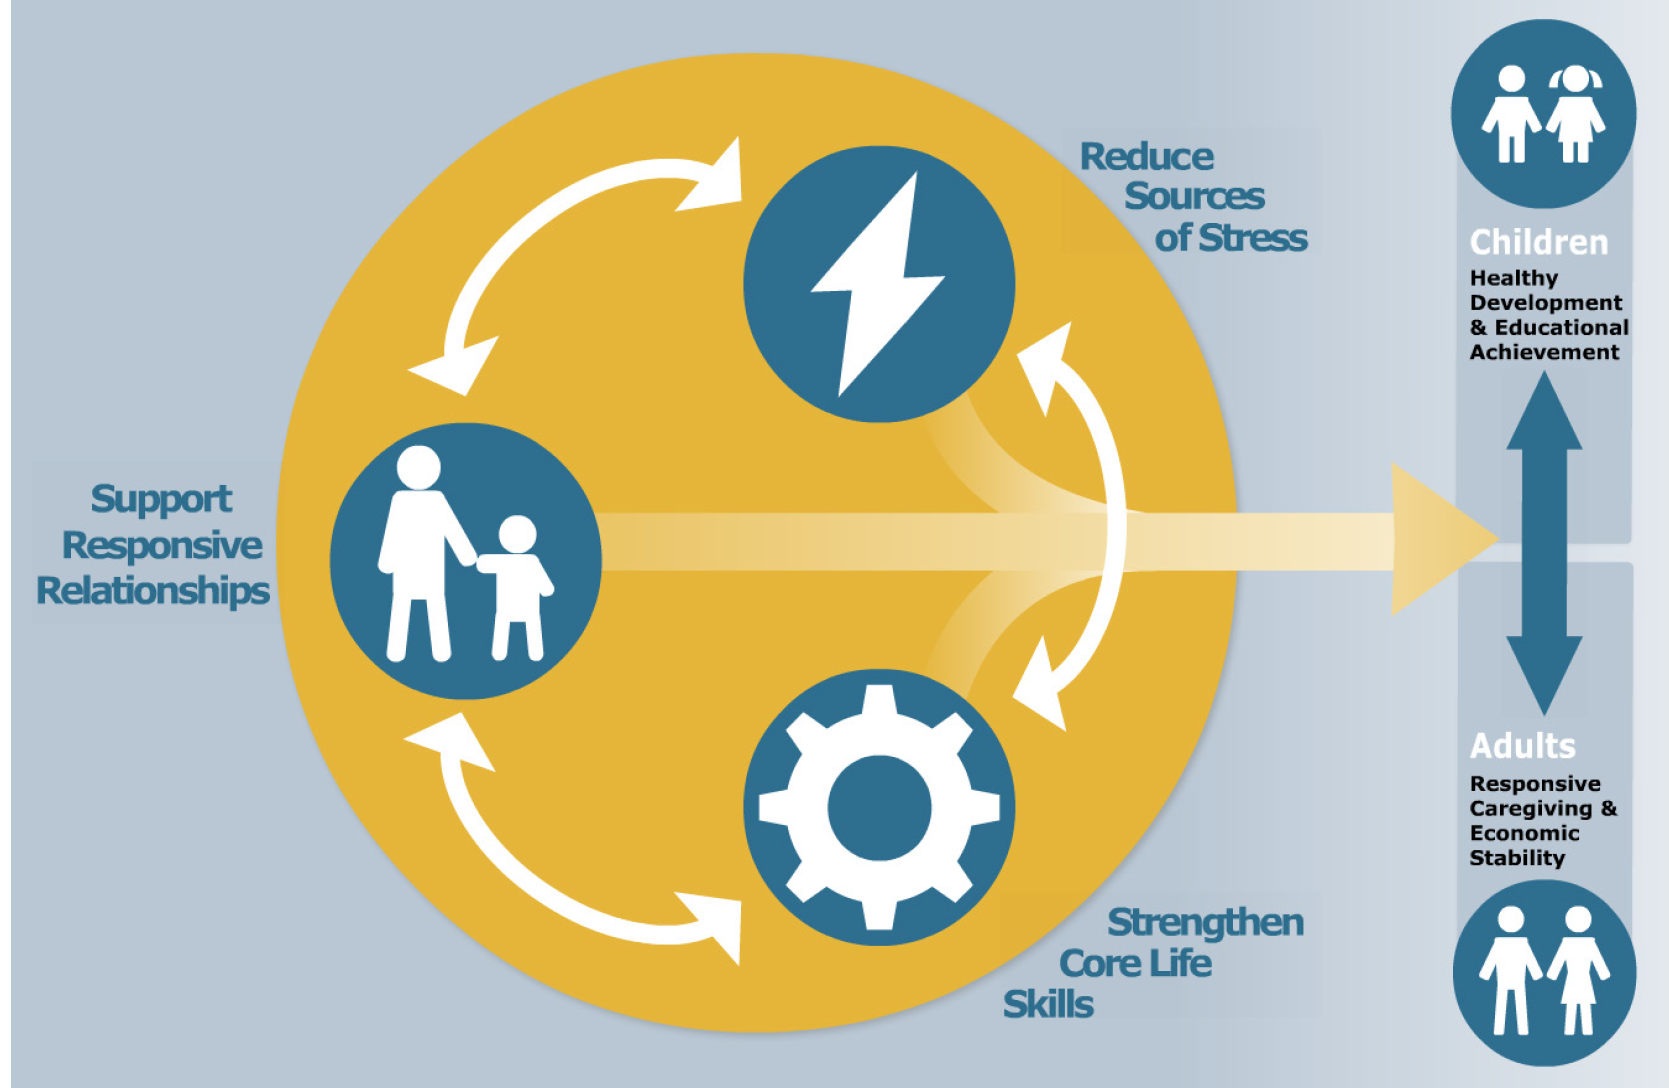 Support
Responsive
Relationships
Reduce
Sources
of Stress
Strengthen
Core Life
Skills
Children
Healthy
Development
& Educational
Achievement
Adults
Responsive
Caregiving &
Economic
Stability